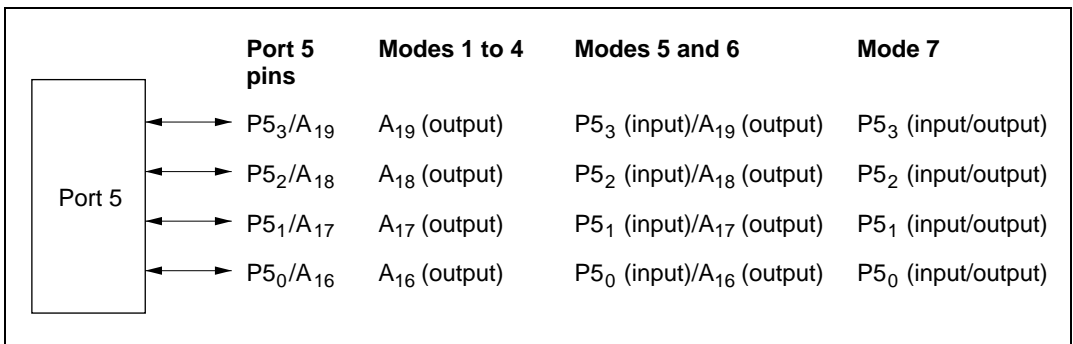 Port 5 pins Modes 1 to 4 Modes 5 and 6 Mode 7
P5₃/A₁₉ A₁₉ (output) P5₃ (input)/A₁₉ (output) P5₃ (input/output)
P5₂/A₁₈ A₁₈ (output) P5₂ (input)/A₁₈ (output) P5₂ (input/output)
Port 5
P5₁/A₁₇ A₁₇ (output) P5₁ (input)/A₁₇ (output) P5₁ (input/output)
P5₀/A₁₆ A₁₆ (output) P5₀ (input)/A₁₆ (output) P5₀ (input/output)